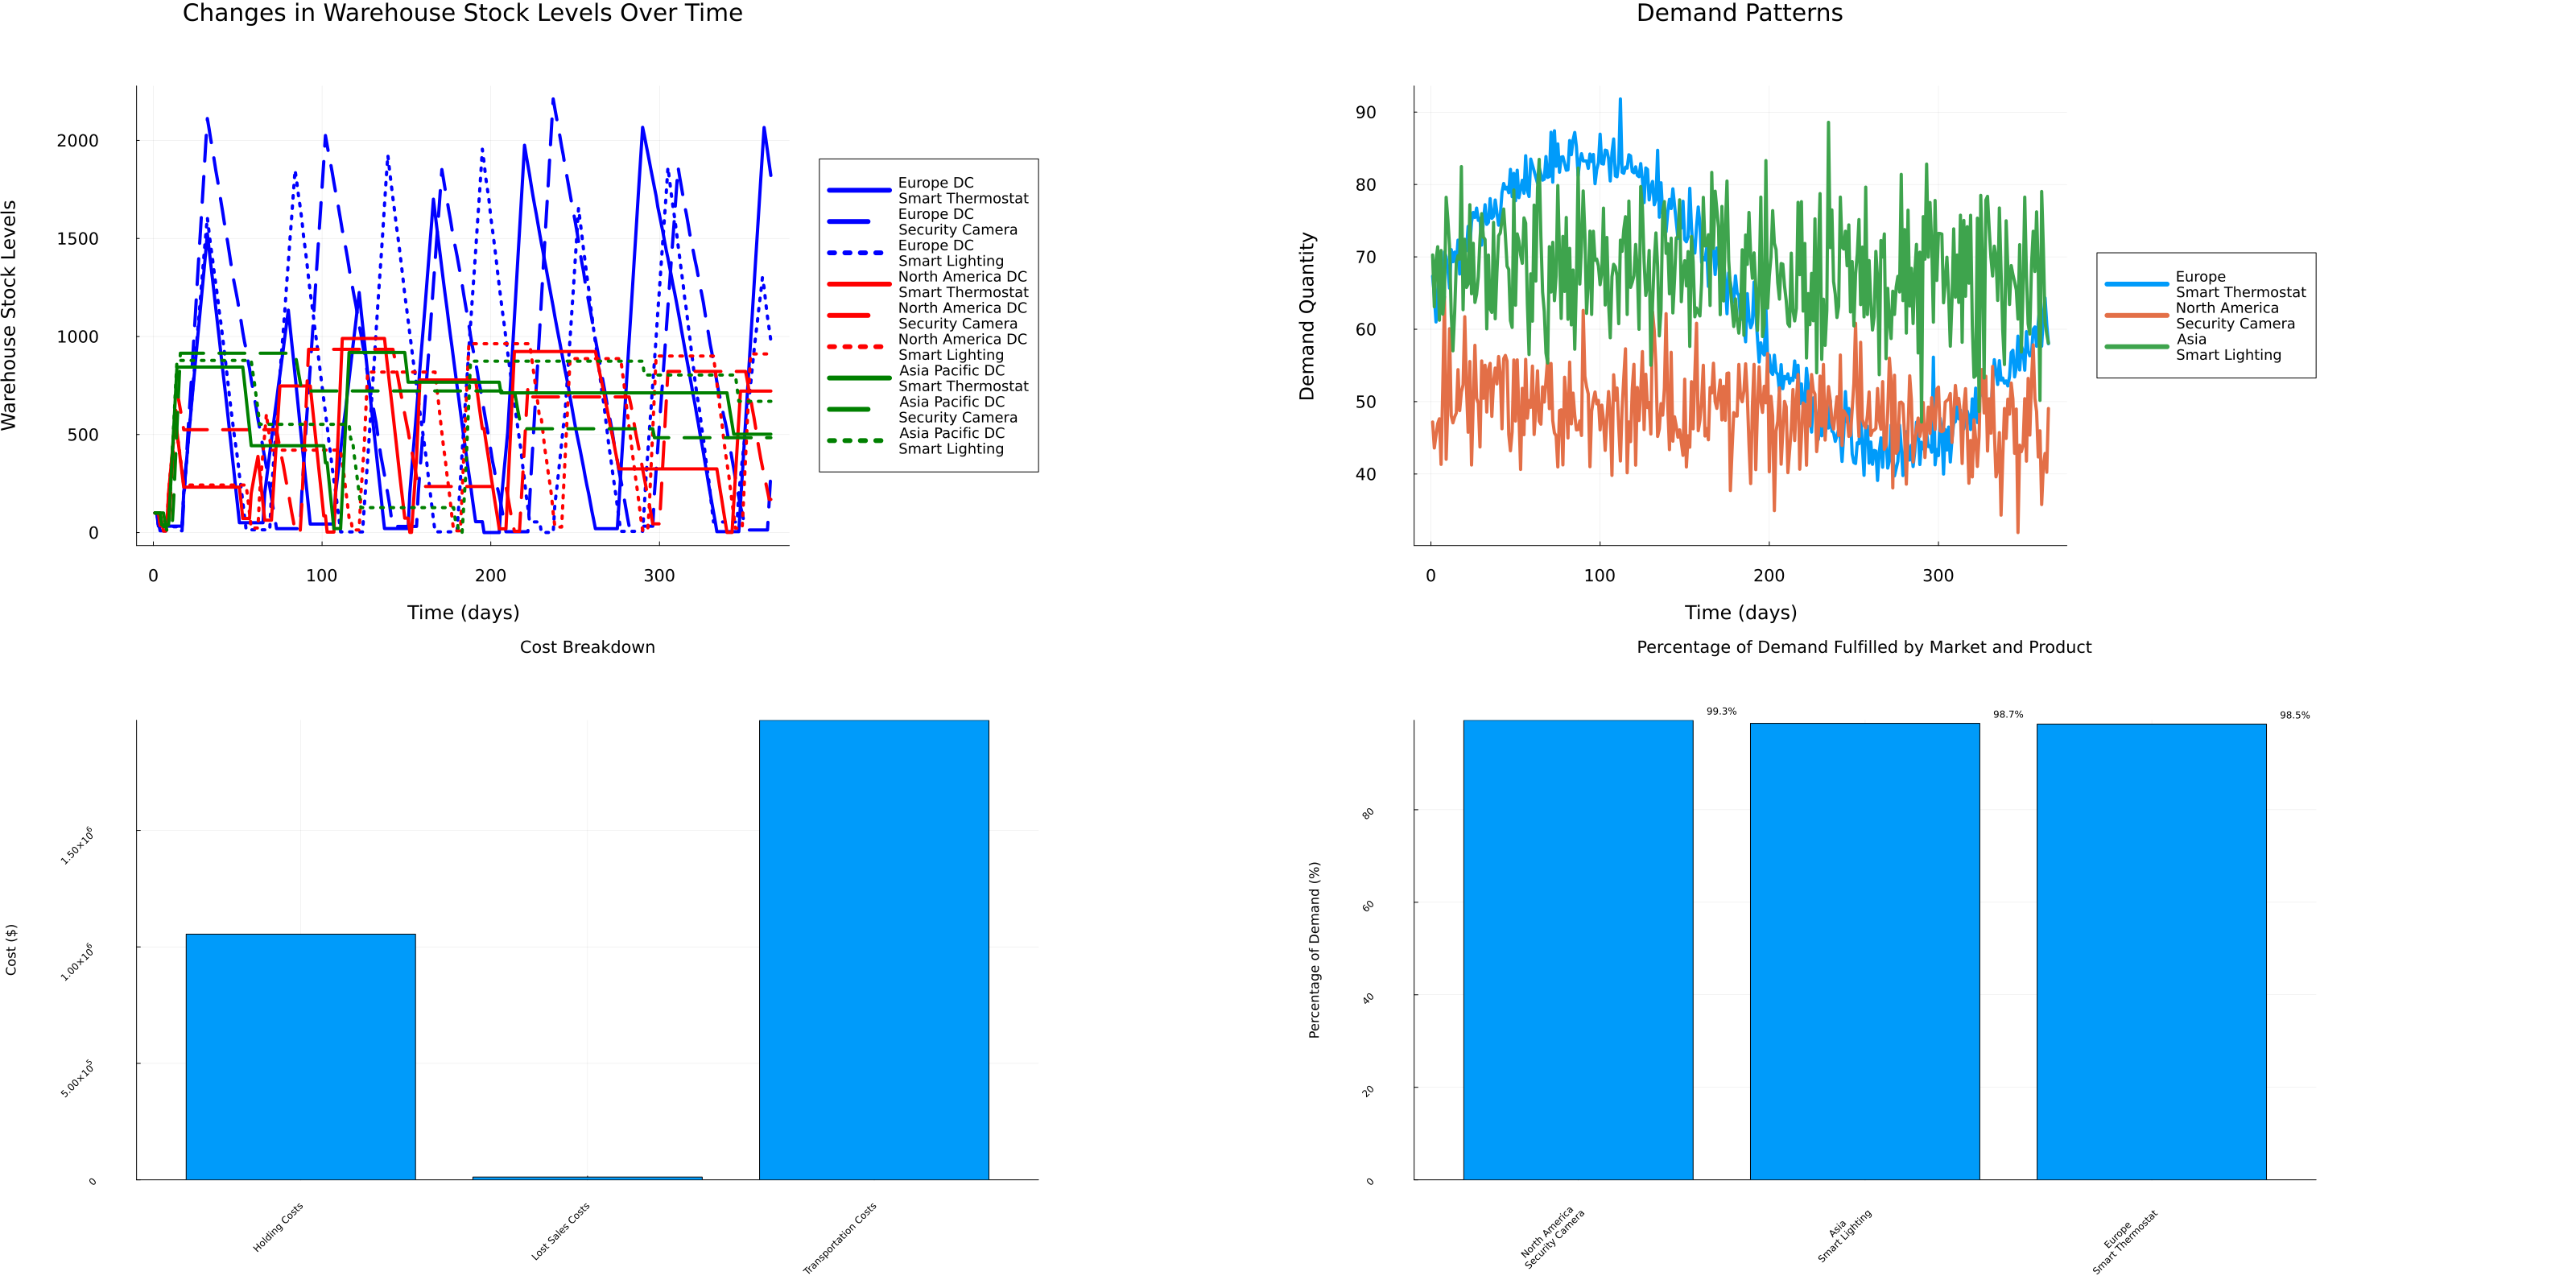 Changes in Warehouse Stock Levels Over Time
Warehouse Stock Levels
2000
1500
1000
500
0
0 100 200 300
Time (days)
Europe DC
Smart Thermostat
Europe DC
Security Camera
Europe DC
Smart Lighting
North America DC
Smart Thermostat
North America DC
Security Camera
North America DC
Smart Lighting
Asia Pacific DC
Smart Thermostat
Asia Pacific DC
Security Camera
Asia Pacific DC
Smart Lighting
Demand Patterns
Demand Quantity
90
80
70
60
50
40
0 100 200 300
Time (days)
Europe
Smart Thermostat
North America
Security Camera
Asia
Smart Lighting
Cost Breakdown
Cost ($)
1.50×10⁶
1.00×10⁶
5.00×10⁵
0
Holding Costs
Lost Sales Costs
Transportation Costs
Percentage of Demand Fulfilled by Market and Product
Percentage of Demand (%)
99.3%
98.7%
98.5%
80
60
40
20
0
North America
Security Camera
Asia
Smart Lighting
Europe
Smart Thermostat